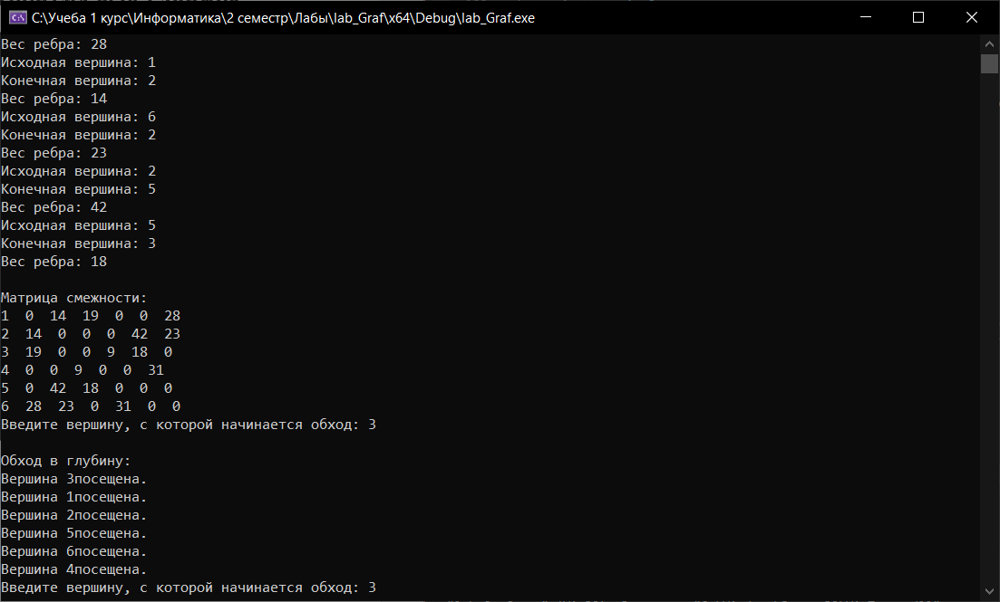 C:\Учеба 1 курс\Информатика\2 семестр\Лабы\lab_Graf\x64\Debug\lab_Graf.exe
Вес ребра: 28
Исходная вершина: 1
Конечная вершина: 2
Вес ребра: 14
Исходная вершина: 6
Конечная вершина: 2
Вес ребра: 23
Исходная вершина: 2
Конечная вершина: 5
Вес ребра: 42
Исходная вершина: 5
Конечная вершина: 3
Вес ребра: 18
Матрица смежности:
1  0  14  19  0  0  28
2  14  0  0  0  42  23
3  19  0  0  9  18  0
4  0  0  9  0  0  31
5  0  42  18  0  0  0
6  28  23  0  31  0  0
Введите вершину, с которой начинается обход: 3
Обход в глубину:
Вершина 3посещена.
Вершина 1посещена.
Вершина 2посещена.
Вершина 5посещена.
Вершина 6посещена.
Вершина 4посещена.
Введите вершину, с которой начинается обход: 3